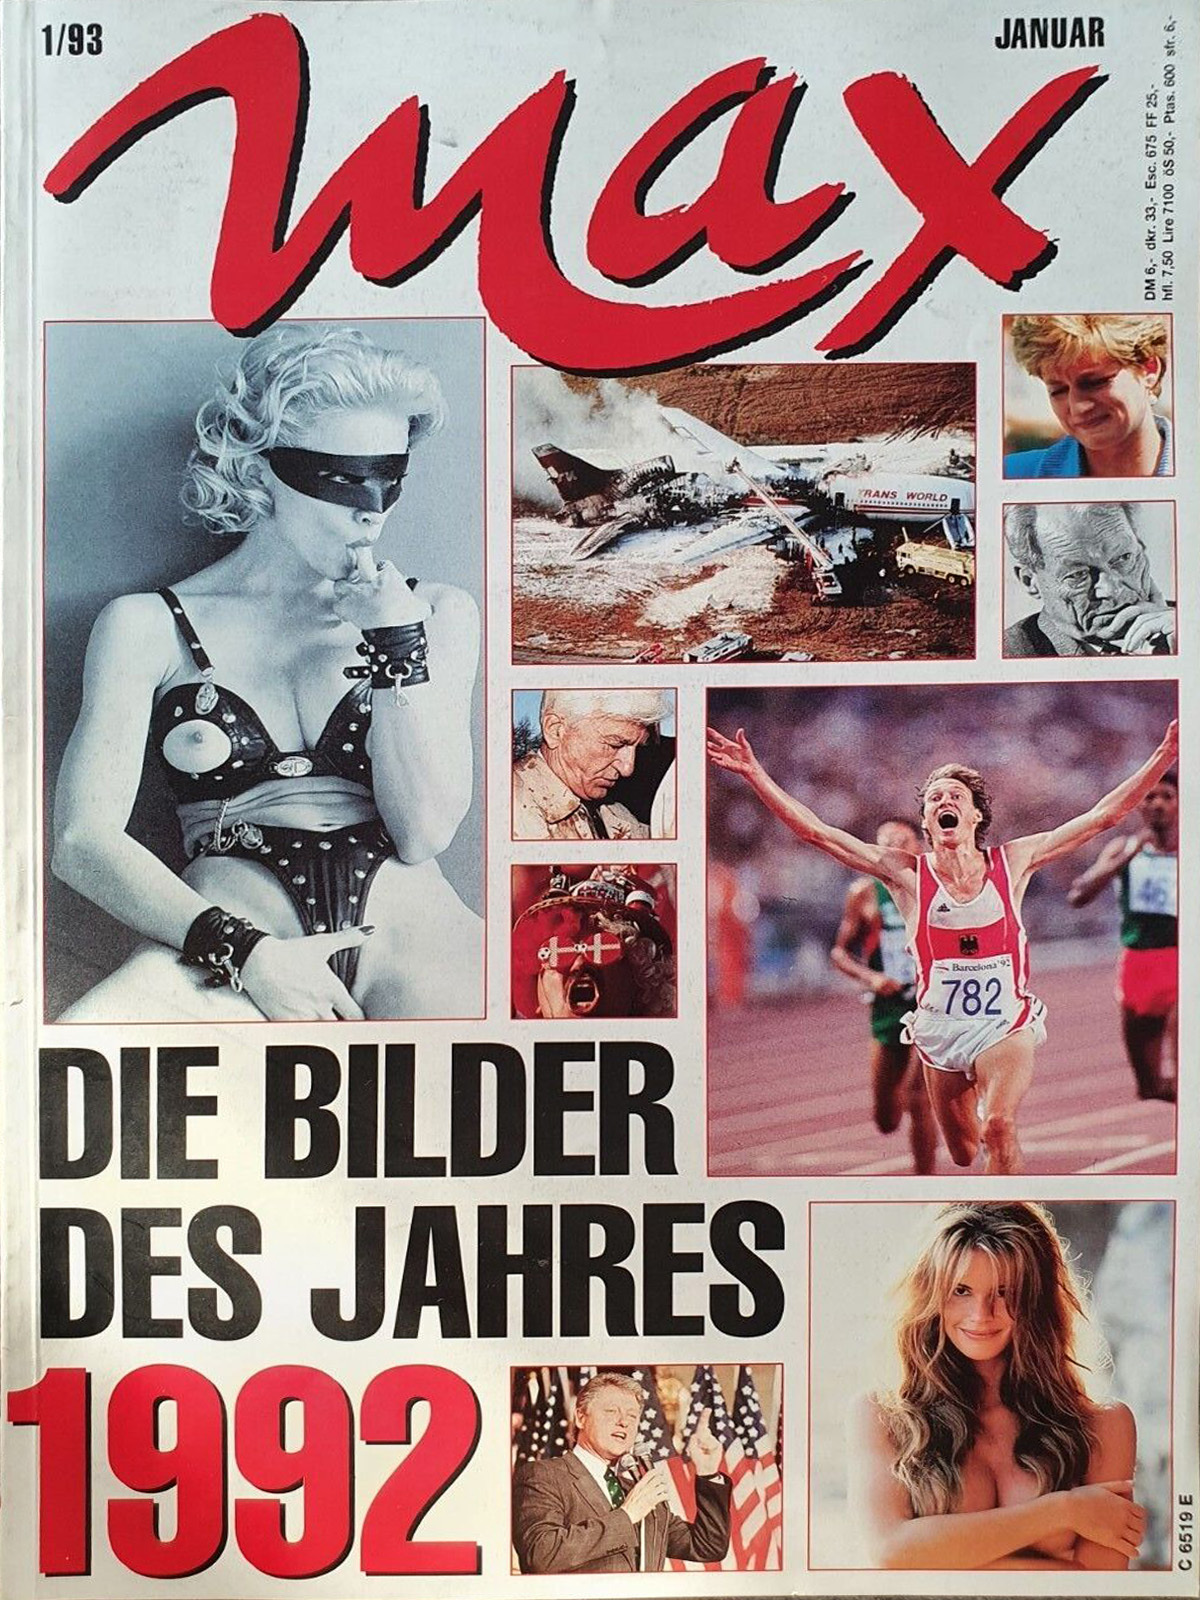 1/93
JANUAR
max
DM 6,- dkr. 33,- Esc. 675 FF 25,-
hfl. 7,50 Lire 7100 öS 50,- Ptas. 600 sfr. 6,-
TRANS WORLD
46
Barcelona'92
782
DIE BILDER
DES JAHRES
1992
C 6519 E